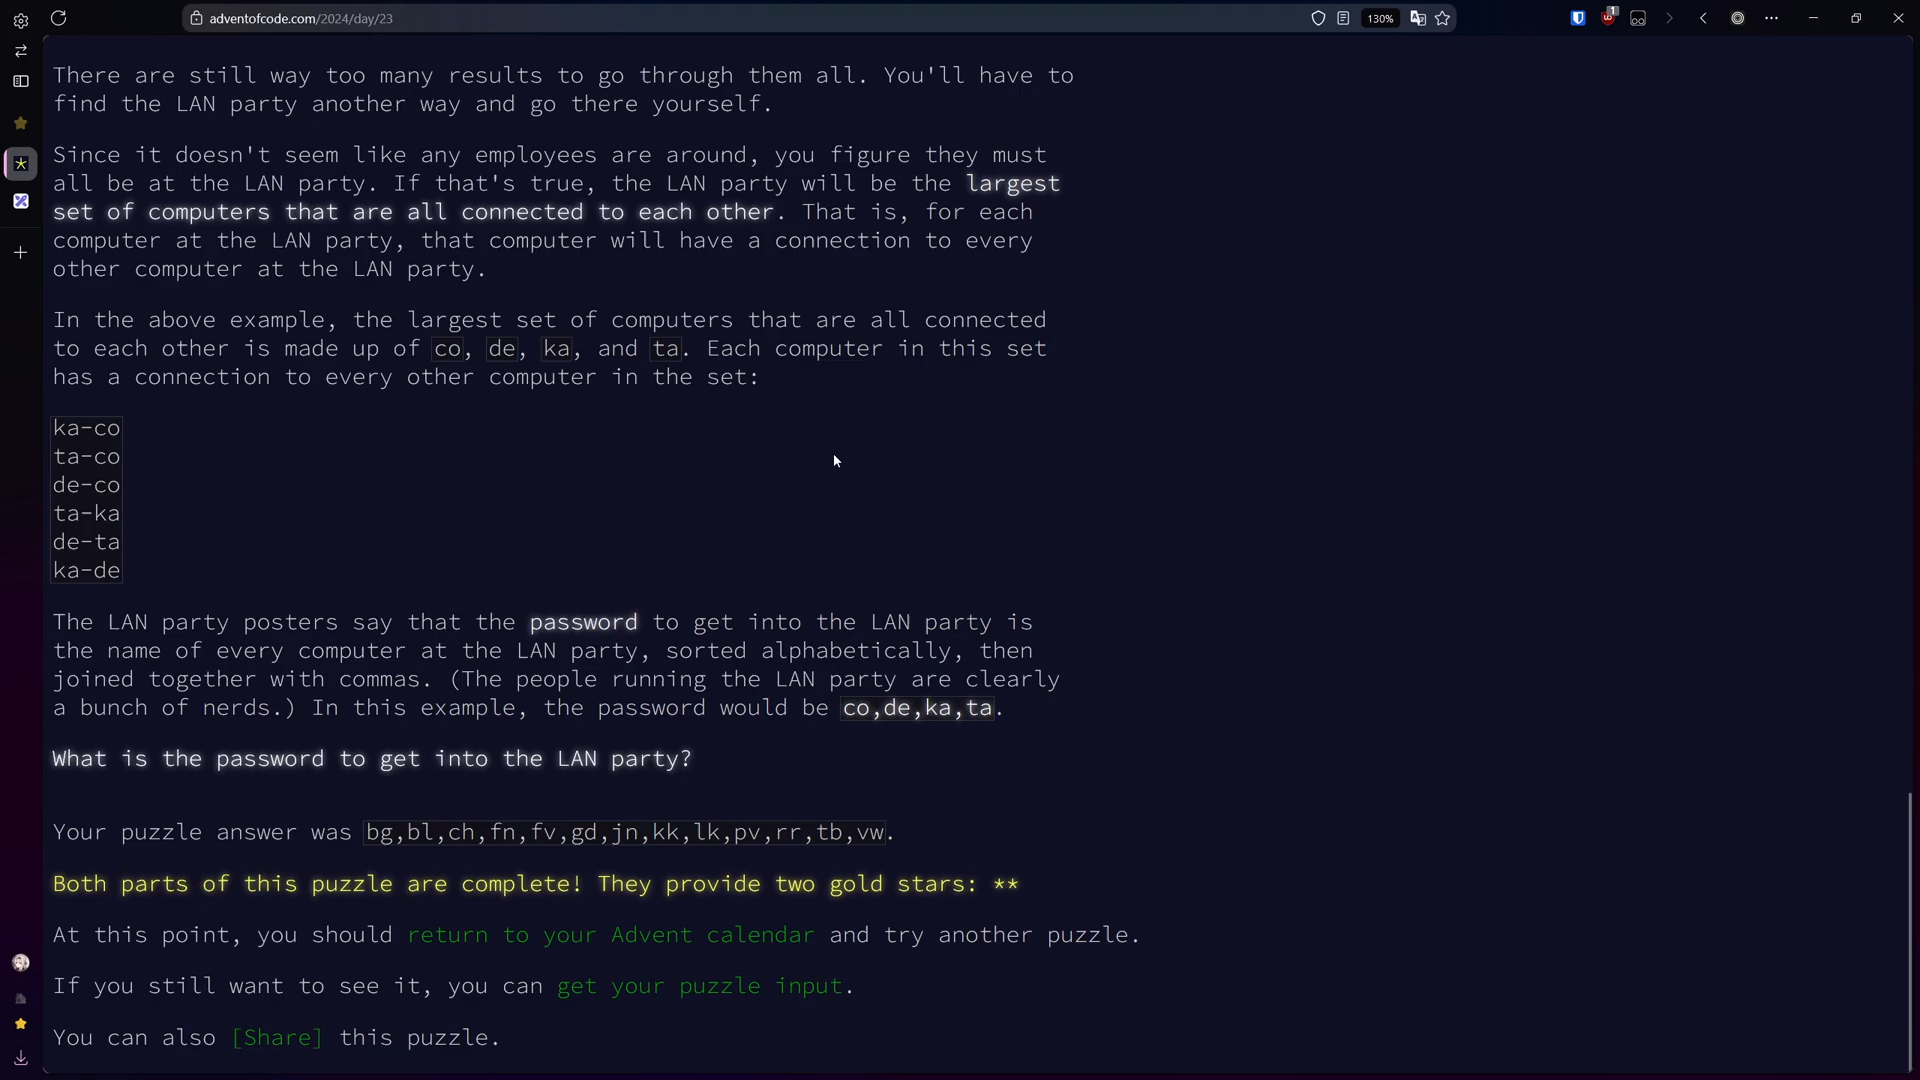 adventofcode.com/2024/day/23
130%
1
There are still way too many results to go through them all. You'll have to
find the LAN party another way and go there yourself.
Since it doesn't seem like any employees are around, you figure they must
all be at the LAN party. If that's true, the LAN party will be the largest
set of computers that are all connected to each other. That is, for each
computer at the LAN party, that computer will have a connection to every
other computer at the LAN party.
In the above example, the largest set of computers that are all connected
to each other is made up of co, de, ka, and ta. Each computer in this set
has a connection to every other computer in the set:
ka-co
ta-co
de-co
ta-ka
de-ta
ka-de
The LAN party posters say that the password to get into the LAN party is
the name of every computer at the LAN party, sorted alphabetically, then
joined together with commas. (The people running the LAN party are clearly
a bunch of nerds.) In this example, the password would be co,de,ka,ta.
What is the password to get into the LAN party?
Your puzzle answer was bg,bl,ch,fn,fv,gd,jn,kk,lk,pv,rr,tb,vw.
Both parts of this puzzle are complete! They provide two gold stars: **
At this point, you should return to your Advent calendar and try another puzzle.
If you still want to see it, you can get your puzzle input.
You can also [Share] this puzzle.